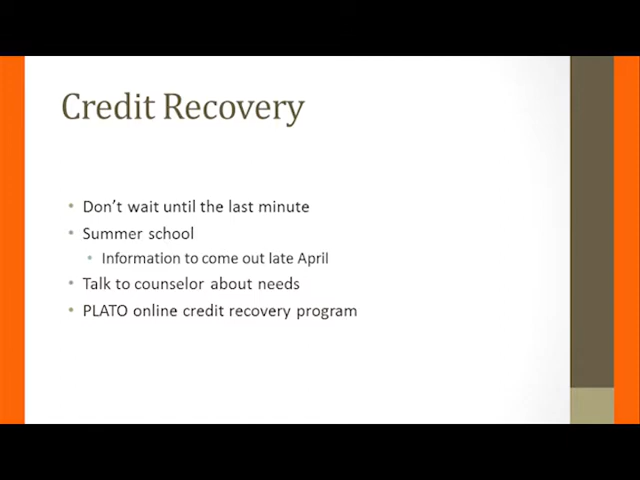 Credit Recovery
• Don’t wait until the last minute
• Summer school
• Information to come out late April
• Talk to counselor about needs
• PLATO online credit recovery program